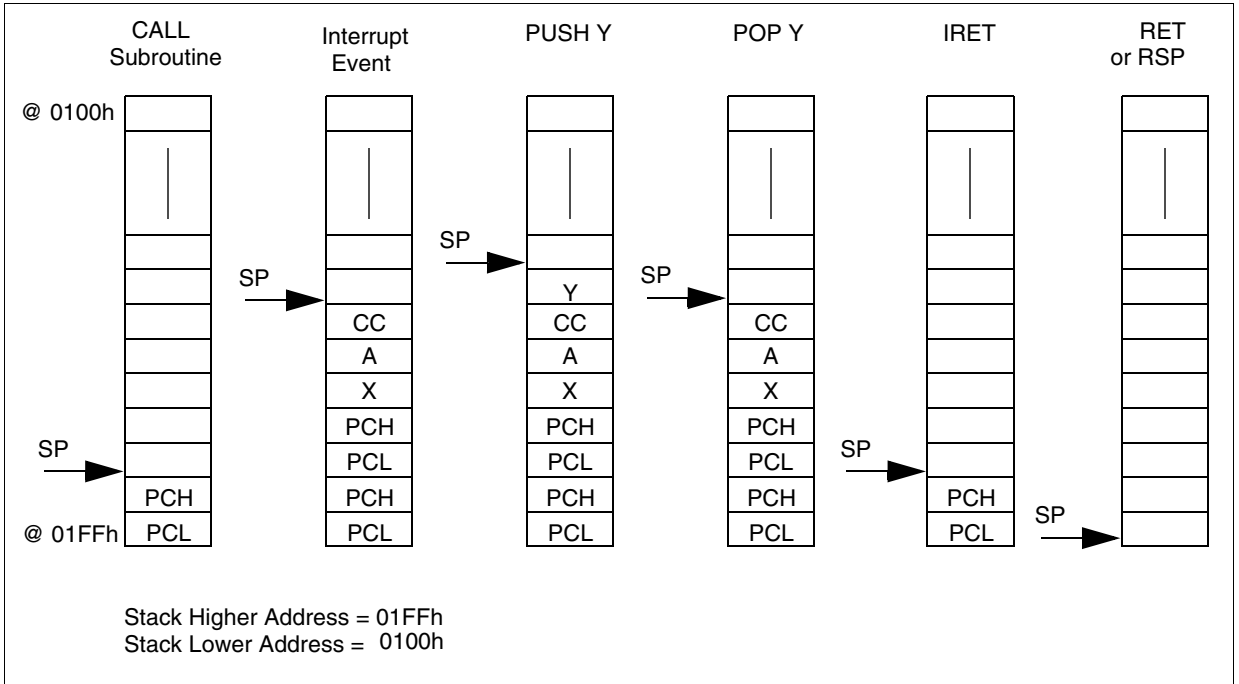 CALL
Subroutine
Interrupt
Event
PUSH Y
POP Y
IRET
RET
or RSP
@ 0100h
SP
SP
SP
Y
CC
CC
CC
A
A
A
X
X
X
PCH
PCH
PCH
SP
PCL
PCL
PCL
SP
PCH
PCH
PCH
PCH
PCH
SP
@ 01FFh
PCL
PCL
PCL
PCL
PCL
Stack Higher Address = 01FFh
Stack Lower Address = 0100h